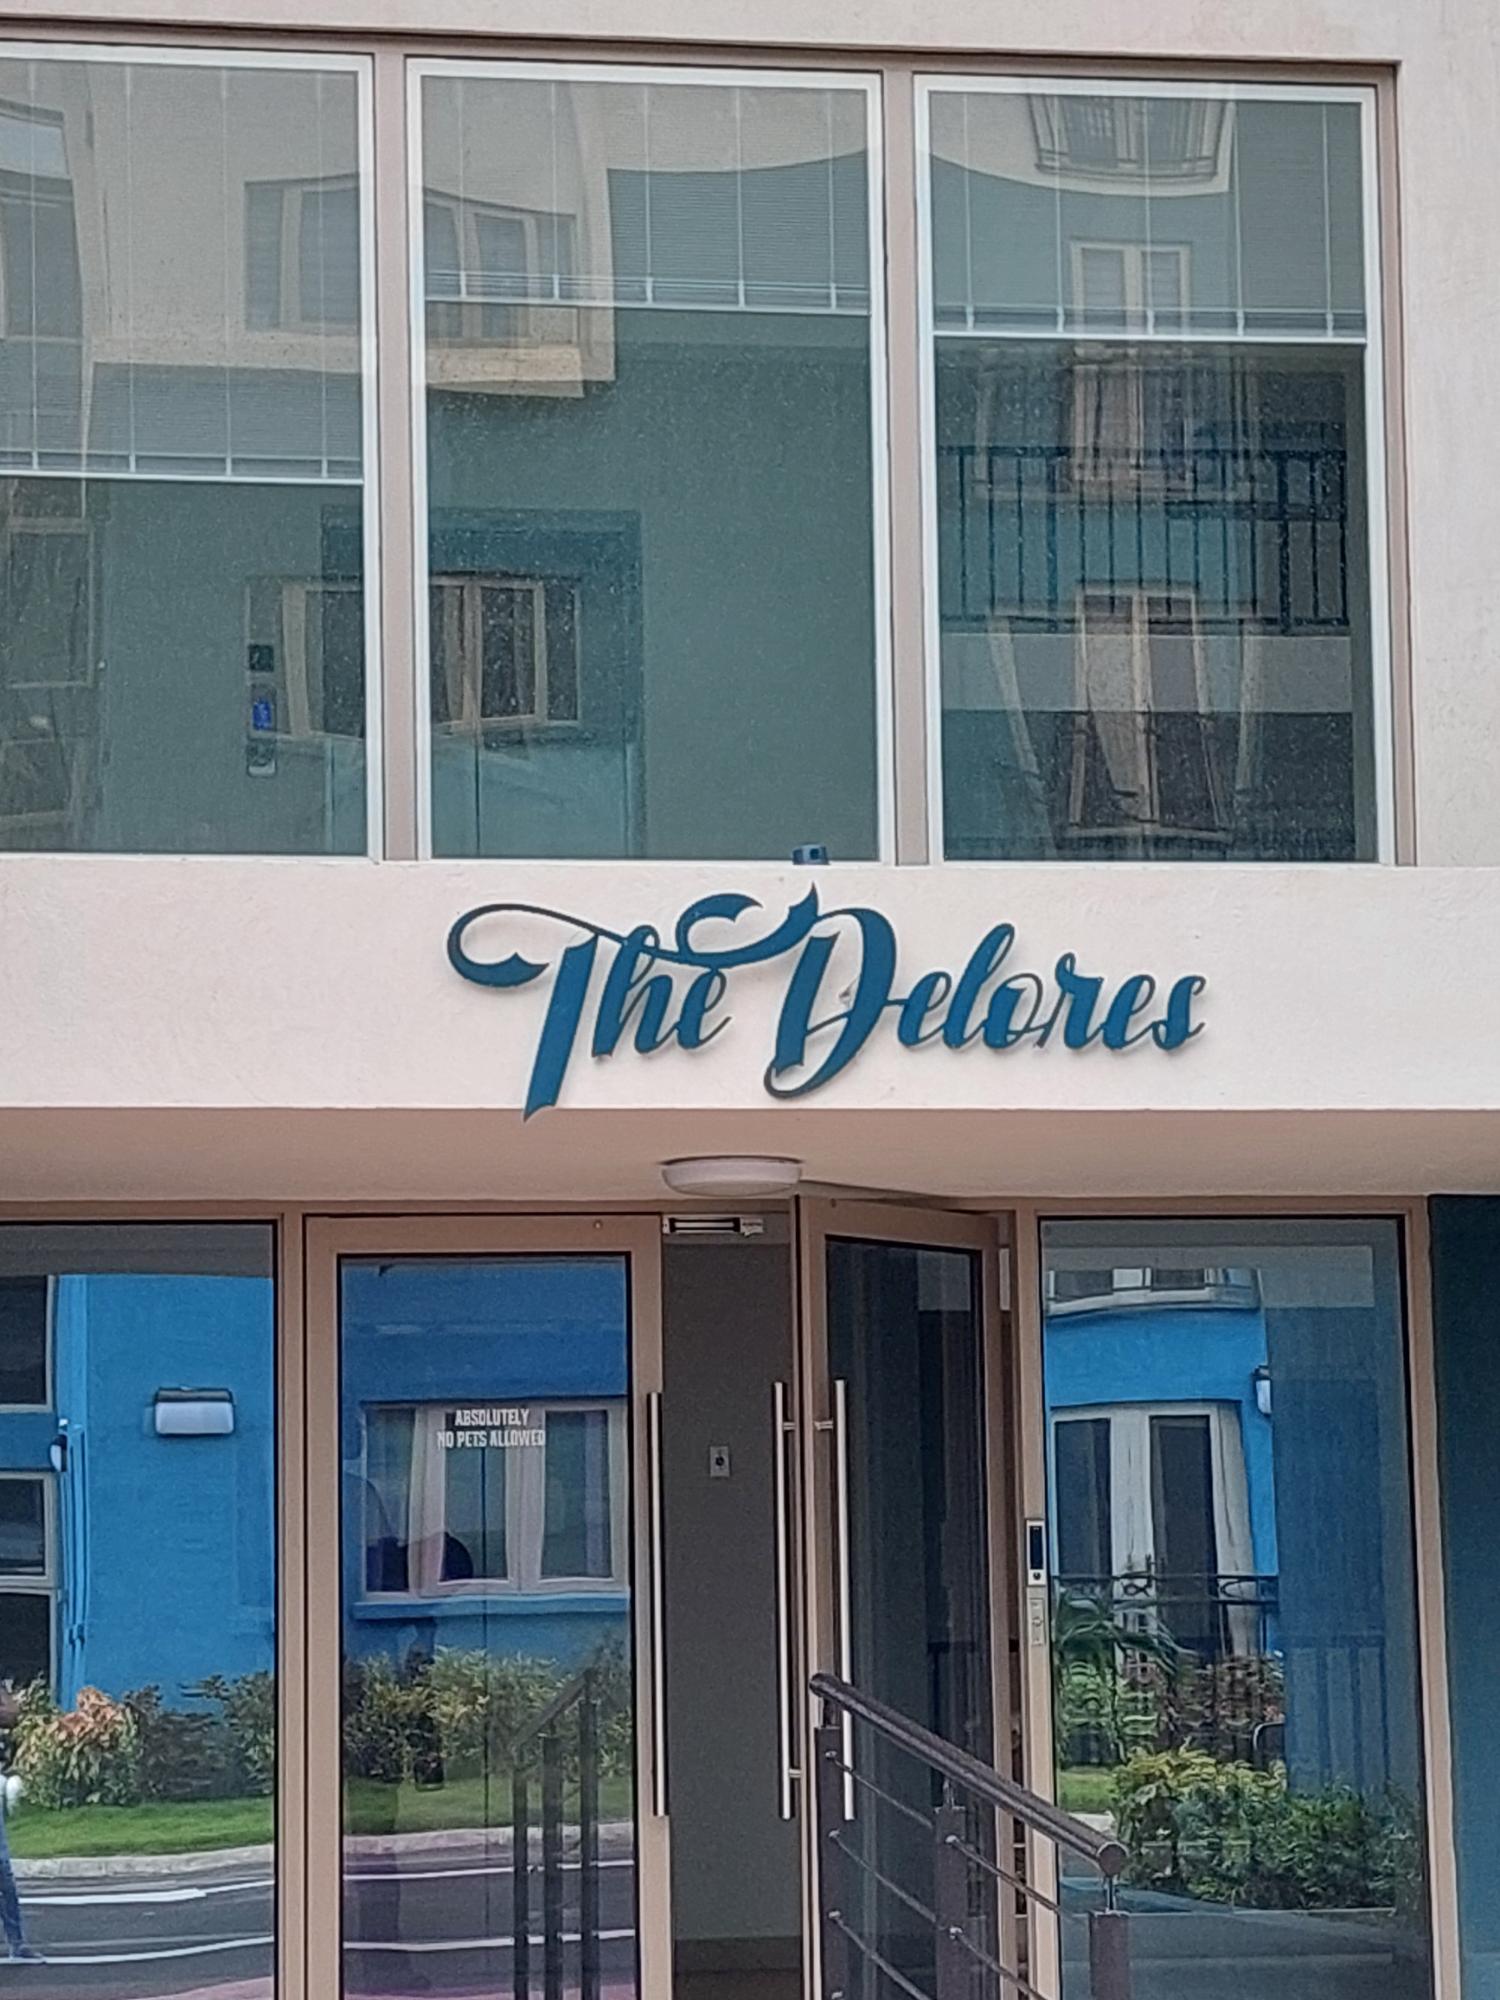 The Delores
ABSOLUTELY
NO PETS ALLOWED